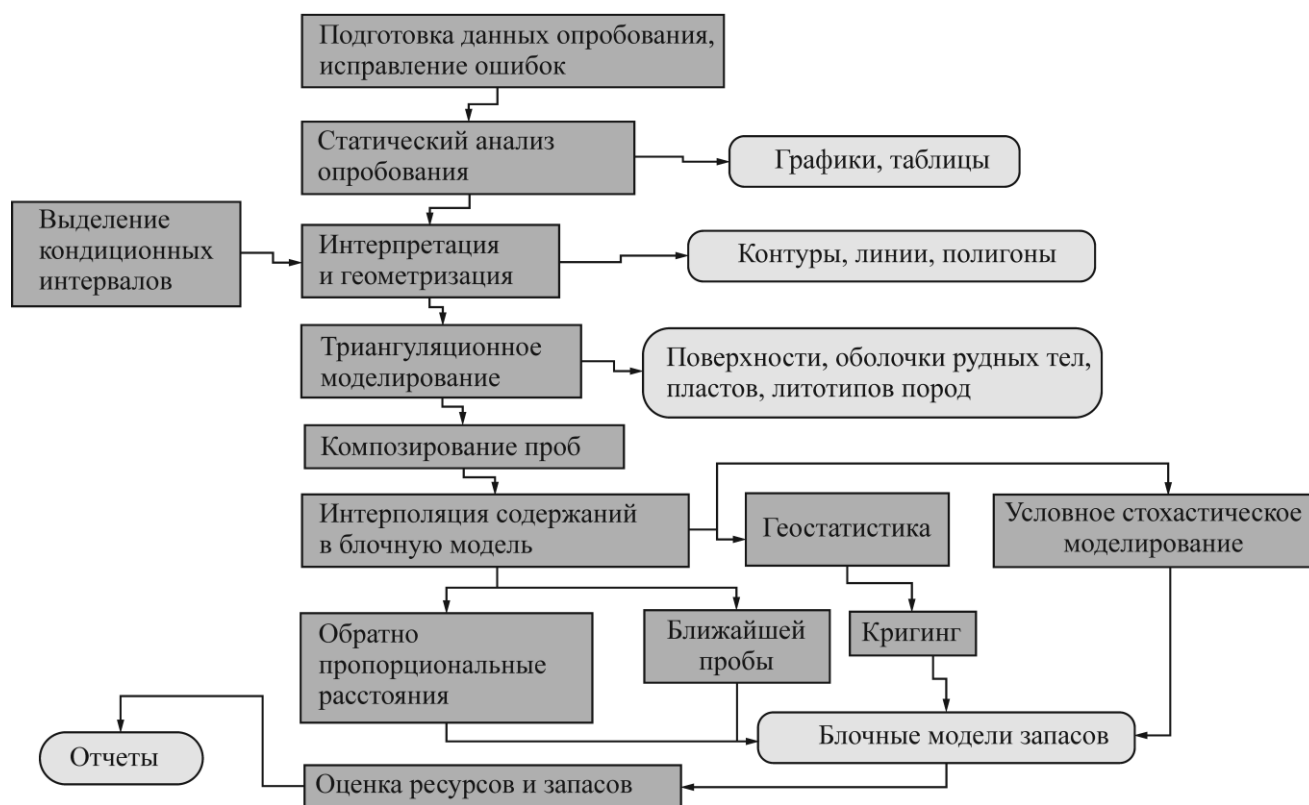 Подготовка данных опробования,
исправление ошибок
Статический анализ
опробования
Графики, таблицы
Выделение
кондиционных
интервалов
Интерпретация
и геометризация
Контуры, линии, полигоны
Триангуляционное
моделирование
Поверхности, оболочки рудных тел,
пластов, литотипов пород
Композирование проб
Интерполяция содержаний
в блочную модель
Геостатистика
Условное стохастическое
моделирование
Обратно
пропорциональные
расстояния
Ближайшей
пробы
Кригинг
Блочные модели запасов
Отчеты
Оценка ресурсов и запасов